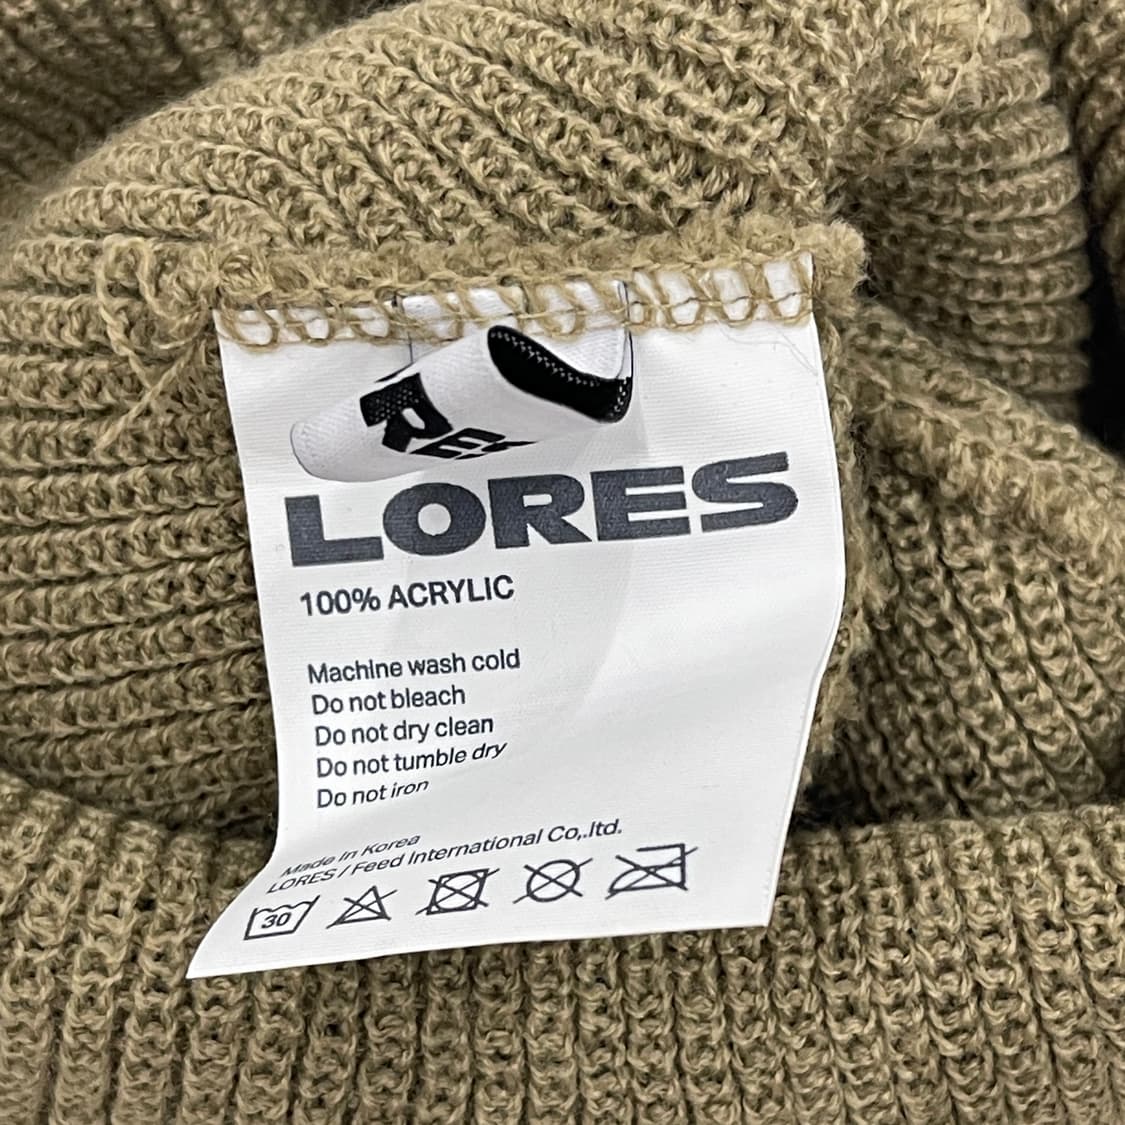 RES
LORES
100% ACRYLIC
Machine wash cold
Do not bleach
Do not dry clean
Do not tumble dry
Do not iron
Made in Korea
LORES / Feed International Co,.ltd.
30